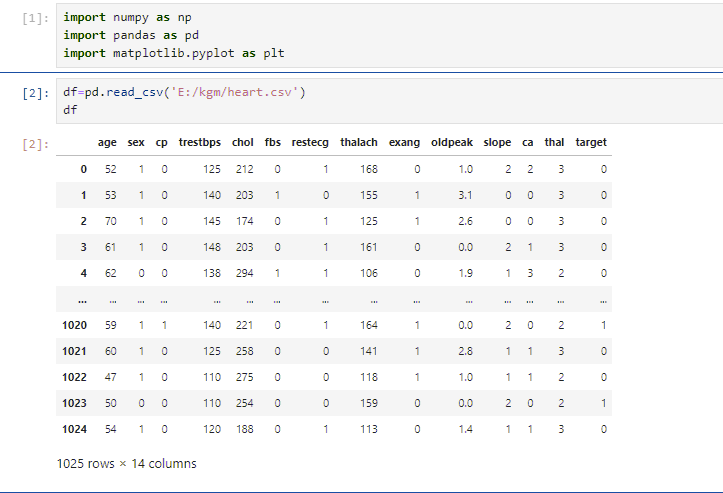 [1]: import numpy as np
import pandas as pd
import matplotlib.pyplot as plt
[2]: df=pd.read_csv('E:/kgm/heart.csv')
df
[2]: age sex cp trestbps chol fbs restecg thalach exang oldpeak slope ca thal target
0 52 1 0 125 212 0 1 168 0 1.0 2 2 3 0
1 53 1 0 140 203 1 0 155 1 3.1 0 0 3 0
2 70 1 0 145 174 0 1 125 1 2.6 0 0 3 0
3 61 1 0 148 203 0 1 161 0 0.0 2 1 3 0
4 62 0 0 138 294 1 1 106 0 1.9 1 3 2 0
... ... ... ... ... ... ... ... ... ... ... ... ... ... ...
1020 59 1 1 140 221 0 1 164 1 0.0 2 0 2 1
1021 60 1 0 125 258 0 0 141 1 2.8 1 1 3 0
1022 47 1 0 110 275 0 0 118 1 1.0 1 1 2 0
1023 50 0 0 110 254 0 0 159 0 0.0 2 0 2 1
1024 54 1 0 120 188 0 1 113 0 1.4 1 1 3 0
1025 rows × 14 columns